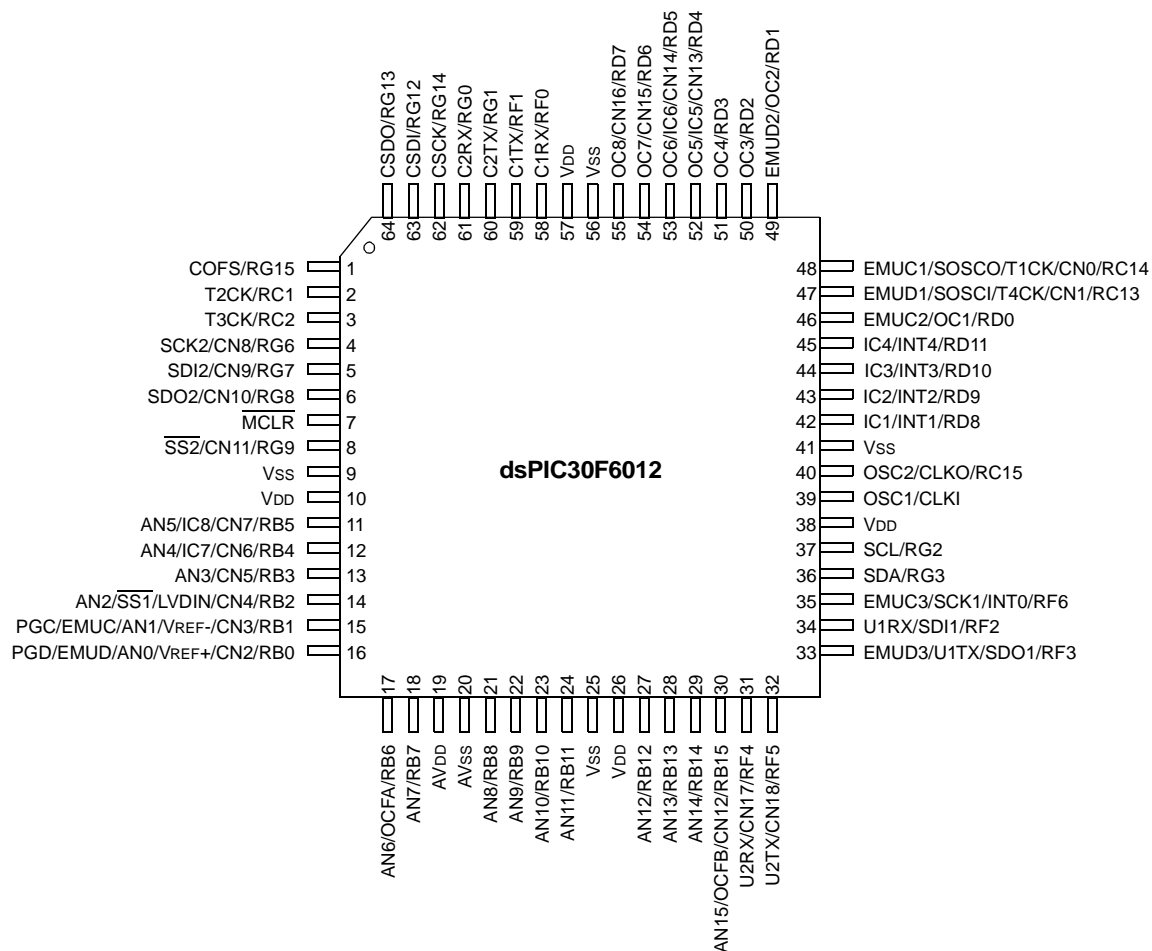 CSDO/RG13
CSDI/RG12
CSCK/RG14
C2RX/RG0
C2TX/RG1
C1TX/RF1
C1RX/RF0
VDD
VSS
OC8/CN16/RD7
OC7/CN15/RD6
OC6/IC6/CN14/RD5
OC5/IC5/CN13/RD4
OC4/RD3
OC3/RD2
EMUD2/OC2/RD1
64
63
62
61
60
59
58
57
56
55
54
53
52
51
50
49
COFS/RG15 1
T2CK/RC1 2
T3CK/RC2 3
SCK2/CN8/RG6 4
SDI2/CN9/RG7 5
SDO2/CN10/RG8 6
MCLR 7
SS2/CN11/RG9 8
VSS 9
VDD 10
AN5/IC8/CN7/RB5 11
AN4/IC7/CN6/RB4 12
AN3/CN5/RB3 13
AN2/SS1/LVDIN/CN4/RB2 14
PGC/EMUC/AN1/VREF-/CN3/RB1 15
PGD/EMUD/AN0/VREF+/CN2/RB0 16
dsPIC30F6012
48 EMUC1/SOSCO/T1CK/CN0/RC14
47 EMUD1/SOSCI/T4CK/CN1/RC13
46 EMUC2/OC1/RD0
45 IC4/INT4/RD11
44 IC3/INT3/RD10
43 IC2/INT2/RD9
42 IC1/INT1/RD8
41 VSS
40 OSC2/CLKO/RC15
39 OSC1/CLKI
38 VDD
37 SCL/RG2
36 SDA/RG3
35 EMUC3/SCK1/INT0/RF6
34 U1RX/SDI1/RF2
33 EMUD3/U1TX/SDO1/RF3
17
18
19
20
21
22
23
24
25
26
27
28
29
30
31
32
AN6/OCFA/RB6
AN7/RB7
AVDD
AVSS
AN8/RB8
AN9/RB9
AN10/RB10
AN11/RB11
VSS
VDD
AN12/RB12
AN13/RB13
AN14/RB14
AN15/OCFB/CN12/RB15
U2RX/CN17/RF4
U2TX/CN18/RF5